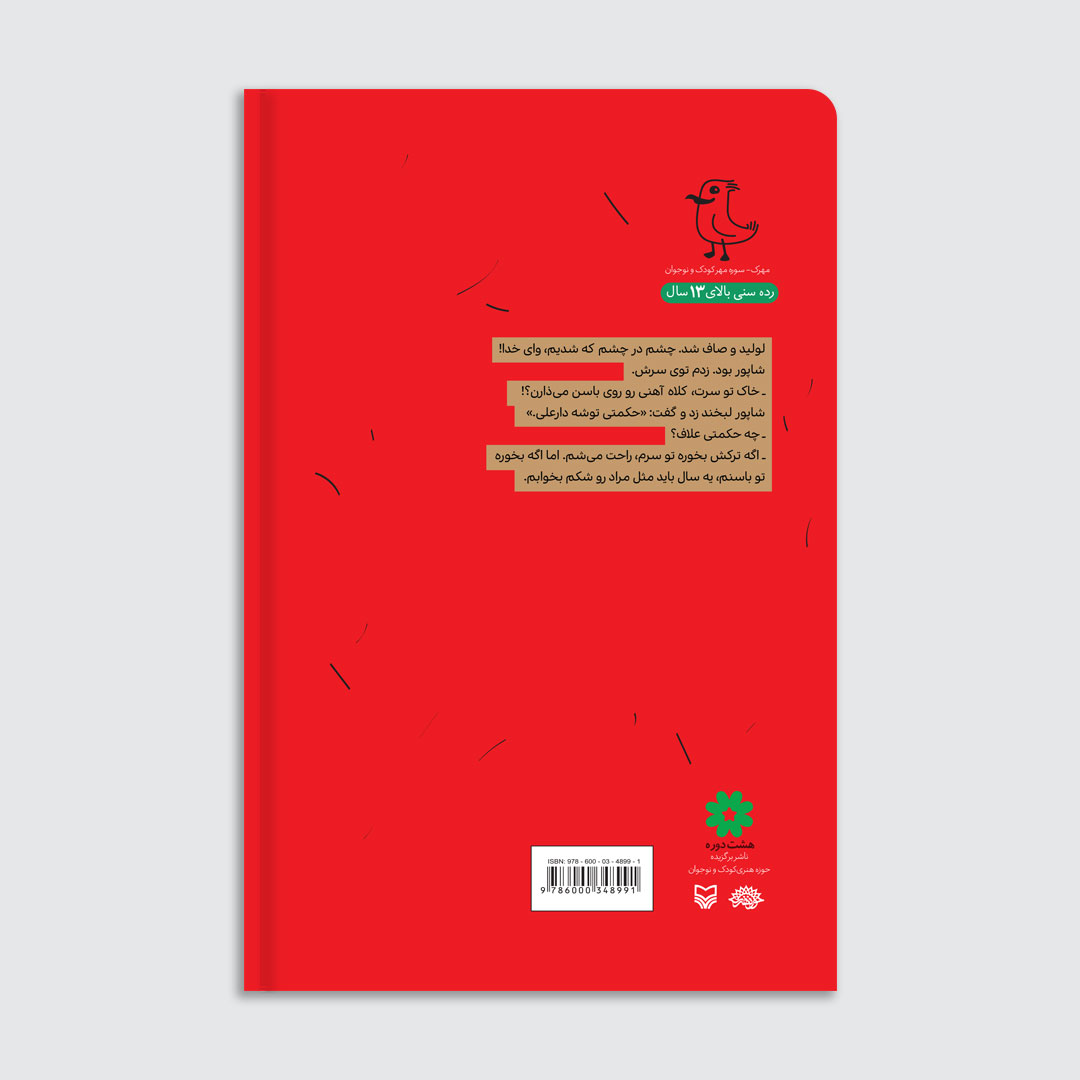 مهرک - سوره مهر کودک و نوجوان
رده سنی بالای ۱۳ سال
لولید و صاف شد. چشم در چشم که شدیم، وای خدا!
شاپور بود. زدم توی سرش.
ـ خاک تو سرت، کلاه آهنی رو روی باسن می‌ذارن؟!
شاپور لبخند زد و گفت: «حکمتی توشه دارعلی.»
ـ چه حکمتی علاف؟
ـ اگه ترکش بخوره تو سرم، راحت می‌شم. اما اگه بخوره
تو باسنم، یه سال باید مثل مراد رو شکم بخوابم.
هشت دوره
ناشر برگزیده
حوزه هنری کودک و نوجوان
ISBN: 978 - 600 - 03 - 4899 - 1
9 786000 348991